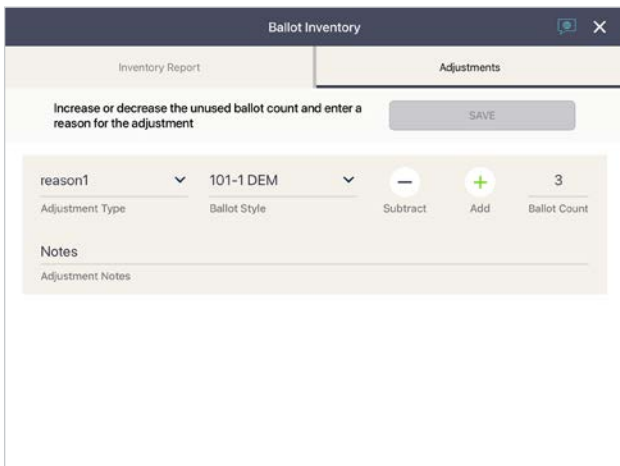 Ballot Inventory
Inventory Report
Adjustments
Increase or decrease the unused ballot count and enter a
reason for the adjustment
SAVE
reason1
101-1 DEM
3
Adjustment Type
Ballot Style
Subtract
Add
Ballot Count
Notes
Adjustment Notes